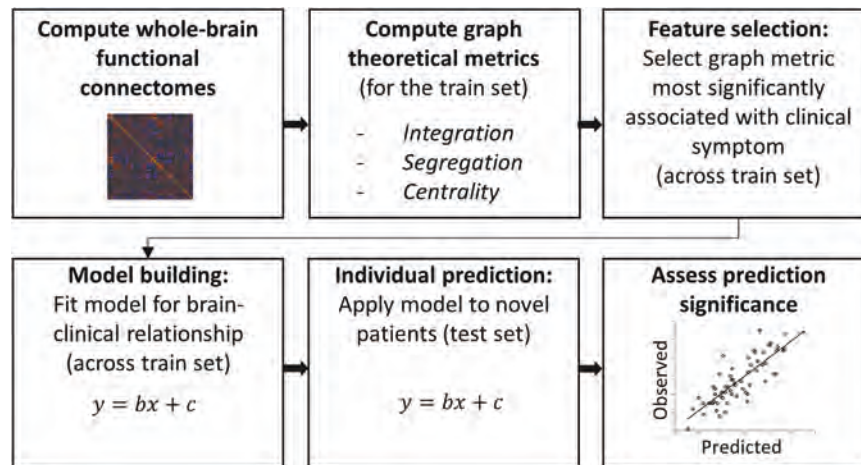 Compute whole-brain
functional
connectomes
Compute graph
theoretical metrics
(for the train set)
- Integration
- Segregation
- Centrality
Feature selection:
Select graph metric
most significantly
associated with clinical
symptom
(across train set)
Model building:
Fit model for brain-
clinical relationship
(across train set)
y = bx + c
Individual prediction:
Apply model to novel
patients (test set)
y = bx + c
Assess prediction
significance
Observed
Predicted